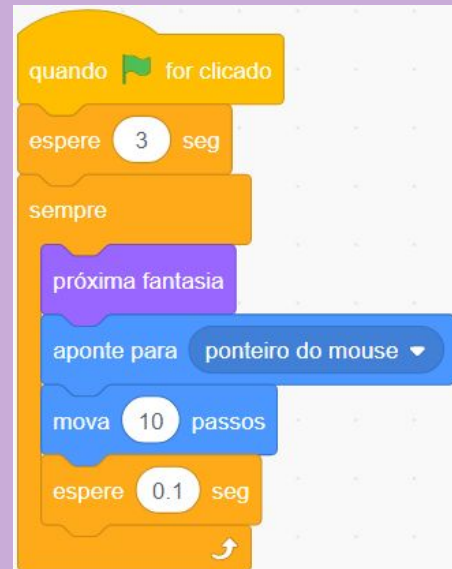 quando for clicado
espere 3 seg
sempre
próxima fantasia
aponte para ponteiro do mouse
mova 10 passos
espere 0.1 seg